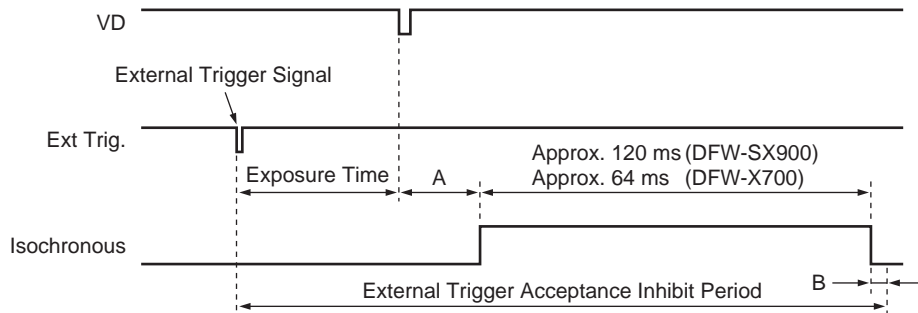 VD
External Trigger Signal
Ext Trig.
Exposure Time
A
Approx. 120 ms (DFW-SX900)
Approx. 64 ms (DFW-X700)
Isochronous
External Trigger Acceptance Inhibit Period
B